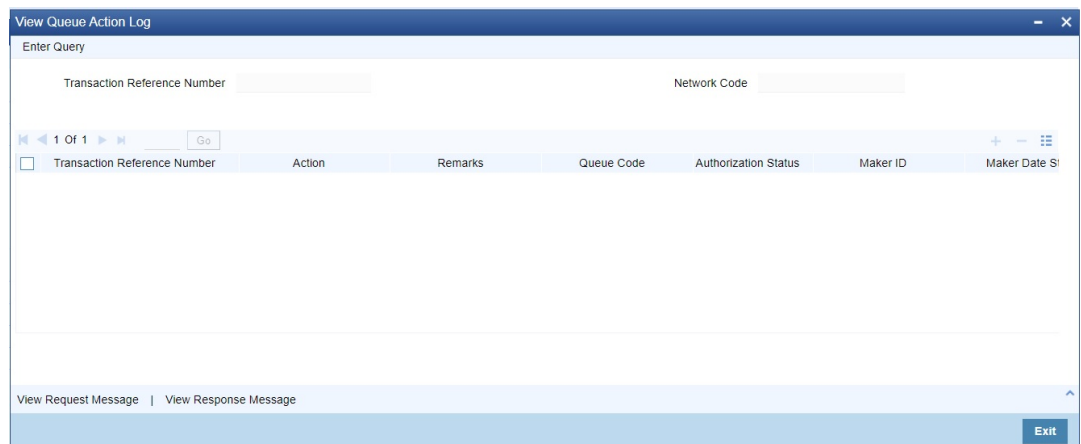 View Queue Action Log
Enter Query
Transaction Reference Number Network Code
1 Of 1 Go
Transaction Reference Number Action Remarks Queue Code Authorization Status Maker ID Maker Date St
View Request Message | View Response Message
Exit